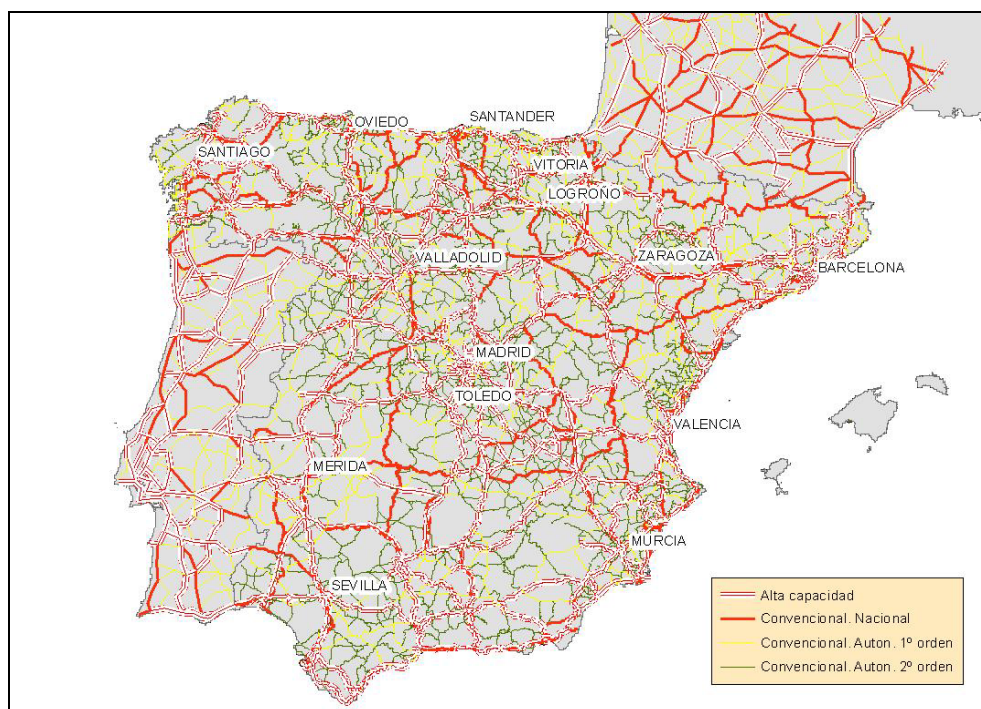 OVIEDO
SANTANDER
SANTIAGO
VITORIA
LOGROÑO
VALLADOLID
ZARAGOZA
BARCELONA
MADRID
TOLEDO
VALENCIA
MERIDA
MURCIA
SEVILLA
Alta capacidad
Convencional. Nacional
Convencional. Auton. 1º orden
Convencional. Auton. 2º orden